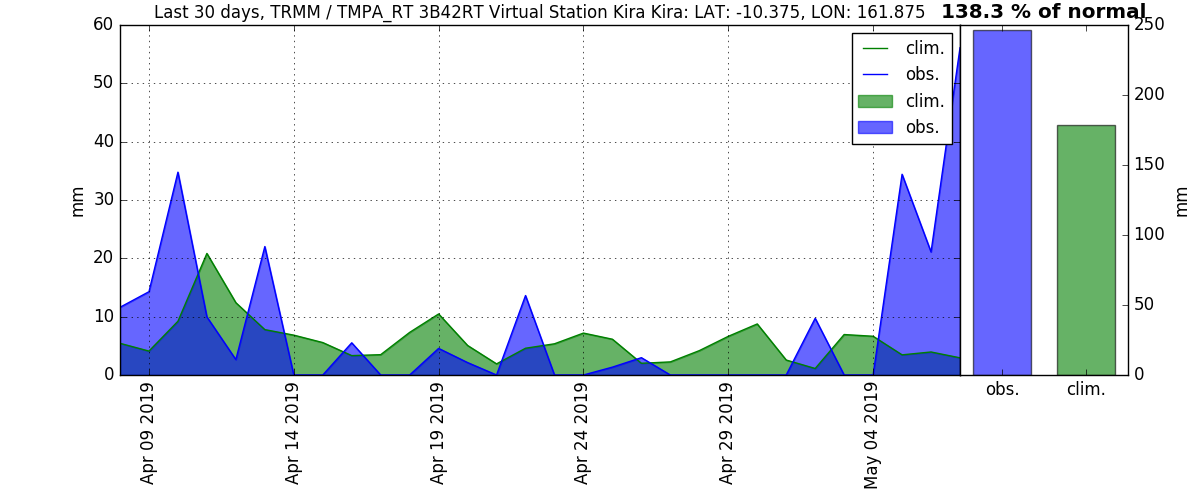 Last 30 days, TRMM / TMPA_RT 3B42RT Virtual Station Kira Kira: LAT: -10.375, LON: 161.875
138.3 % of normal
60
50
40
30
20
10
0
mm
clim.
obs.
clim.
obs.
Apr 09 2019
Apr 14 2019
Apr 19 2019
Apr 24 2019
Apr 29 2019
May 04 2019
250
200
150
100
50
0
mm
obs.
clim.